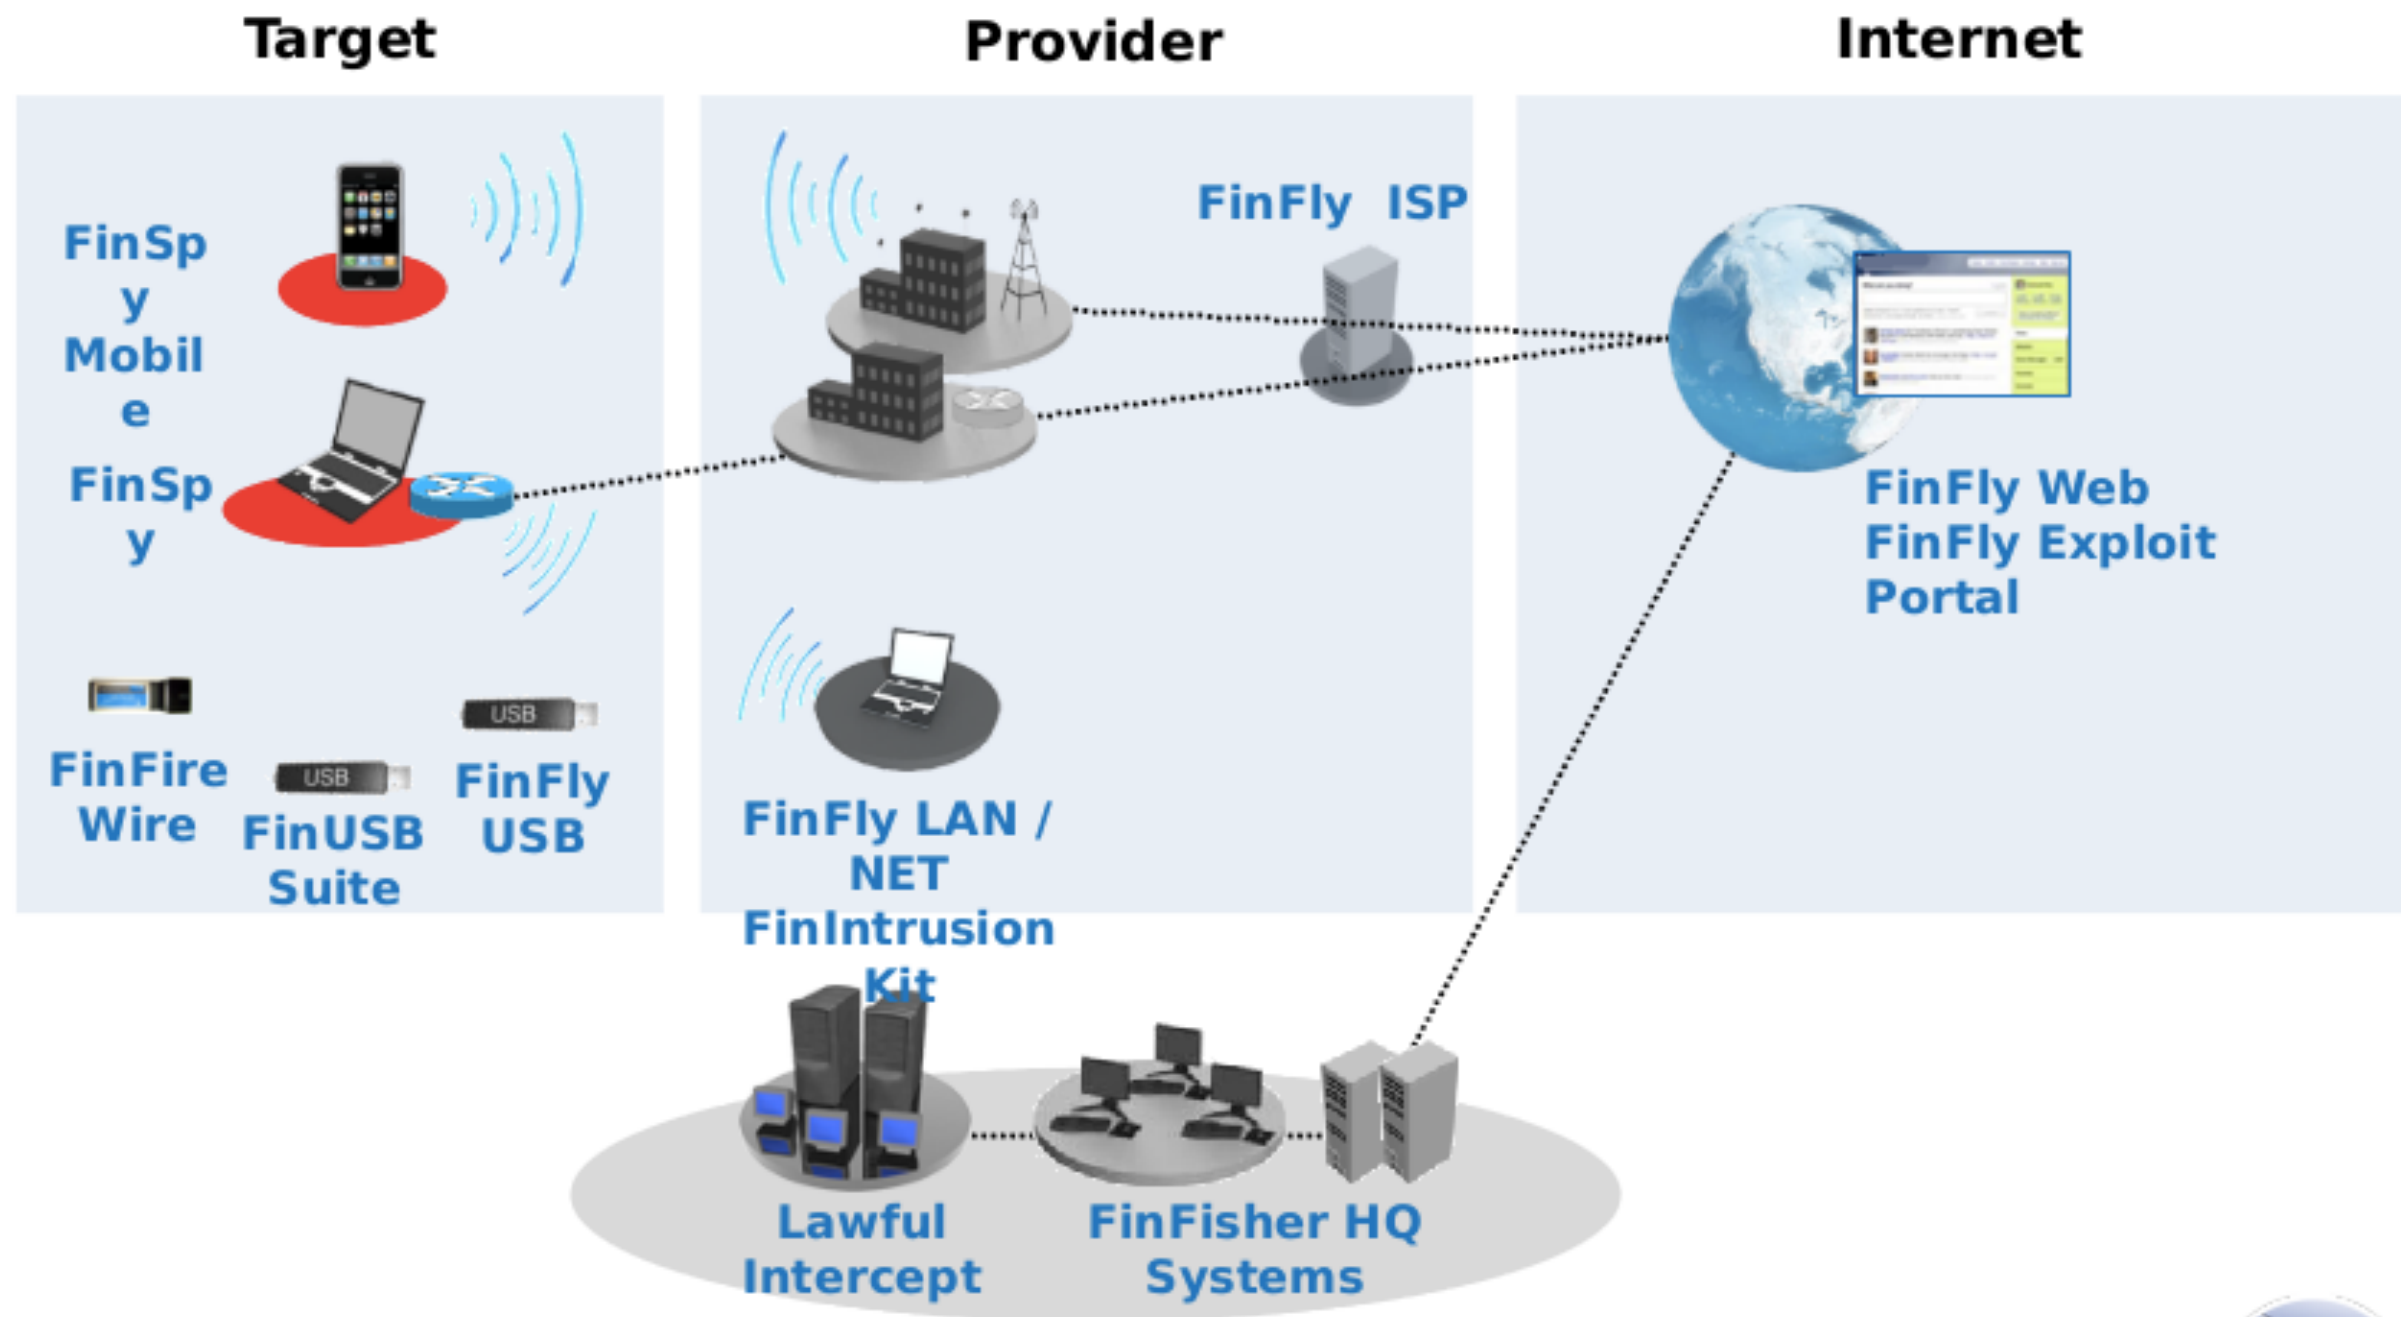 Target
Provider
Internet
FinSp
y
Mobil
e
FinSp
y
FinFire
Wire
USB
FinUSB
Suite
USB
FinFly
USB
FinFly ISP
FinFly LAN /
NET
FinIntrusion
Kit
FinFly Web
FinFly Exploit
Portal
Lawful
Intercept
FinFisher HQ
Systems